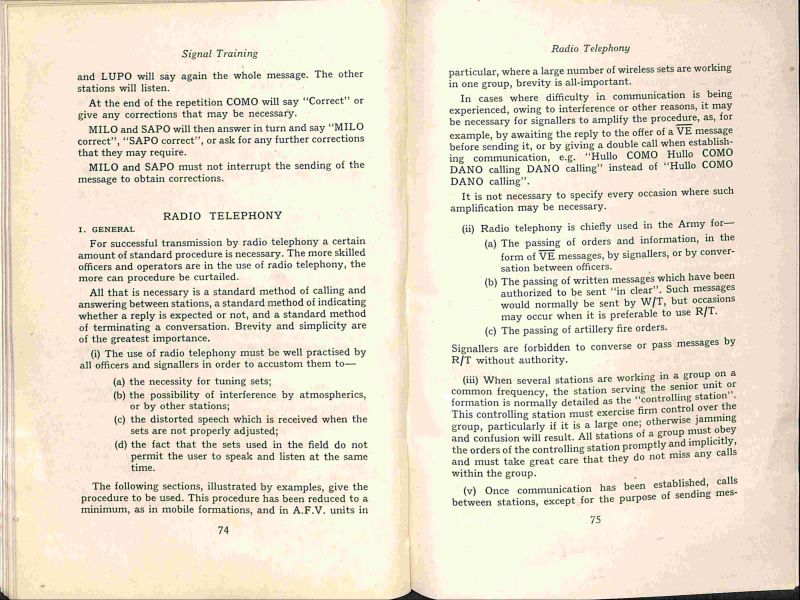 Signal Training
and LUPO will say again the whole message. The other
stations will listen.
At the end of the repetition COMO will say "Correct" or
give any corrections that may be necessary.
MILO and SAPO will then answer in turn and say "MILO
correct", "SAPO correct", or ask for any further corrections
that they may require.
MILO and SAPO must not interrupt the sending of the
message to obtain corrections.
RADIO TELEPHONY
1. GENERAL
For successful transmission by radio telephony a certain
amount of standard procedure is necessary. The more skilled
officers and operators are in the use of radio telephony, the
more can procedure be curtailed.
All that is necessary is a standard method of calling and
answering between stations, a standard method of indicating
whether a reply is expected or not, and a standard method
of terminating a conversation. Brevity and simplicity are
of the greatest importance.
(i) The use of radio telephony must be well practised by
all officers and signallers in order to accustom them to—
(a) the necessity for tuning sets;
(b) the possibility of interference by atmospherics,
or by other stations;
(c) the distorted speech which is received when the
sets are not properly adjusted;
(d) the fact that the sets used in the field do not
permit the user to speak and listen at the same
time.
The following sections, illustrated by examples, give the
procedure to be used. This procedure has been reduced to a
minimum, as in mobile formations, and in A.F.V. units in
74
Radio Telephony
particular, where a large number of wireless sets are working
in one group, brevity is all-important.
In cases where difficulty in communication is being
experienced, owing to interference or other reasons, it may
be necessary for signallers to amplify the procedure, as, for
example, by awaiting the reply to the offer of a V̅E̅ message
before sending it, or by giving a double call when establish-
ing communication, e.g. "Hullo COMO Hullo COMO
DANO calling DANO calling" instead of "Hullo COMO
DANO calling".
It is not necessary to specify every occasion where such
amplification may be necessary.
(ii) Radio telephony is chiefly used in the Army for—
(a) The passing of orders and information, in the
form of V̅E̅ messages, by signallers, or by conver-
sation between officers.
(b) The passing of written messages which have been
authorized to be sent "in clear". Such messages
would normally be sent by W/T, but occasions
may occur when it is preferable to use R/T.
(c) The passing of artillery fire orders.
Signallers are forbidden to converse or pass messages by
R/T without authority.
(iii) When several stations are working in a group on a
common frequency, the station serving the senior unit or
formation is normally detailed as the "controlling station".
This controlling station must exercise firm control over the
group, particularly if it is a large one; otherwise jamming
and confusion will result. All stations of a group must obey
the orders of the controlling station promptly and implicitly,
and must take great care that they do not miss any calls
within the group.
(v) Once communication has been established, calls
between stations, except for the purpose of sending mes-
75